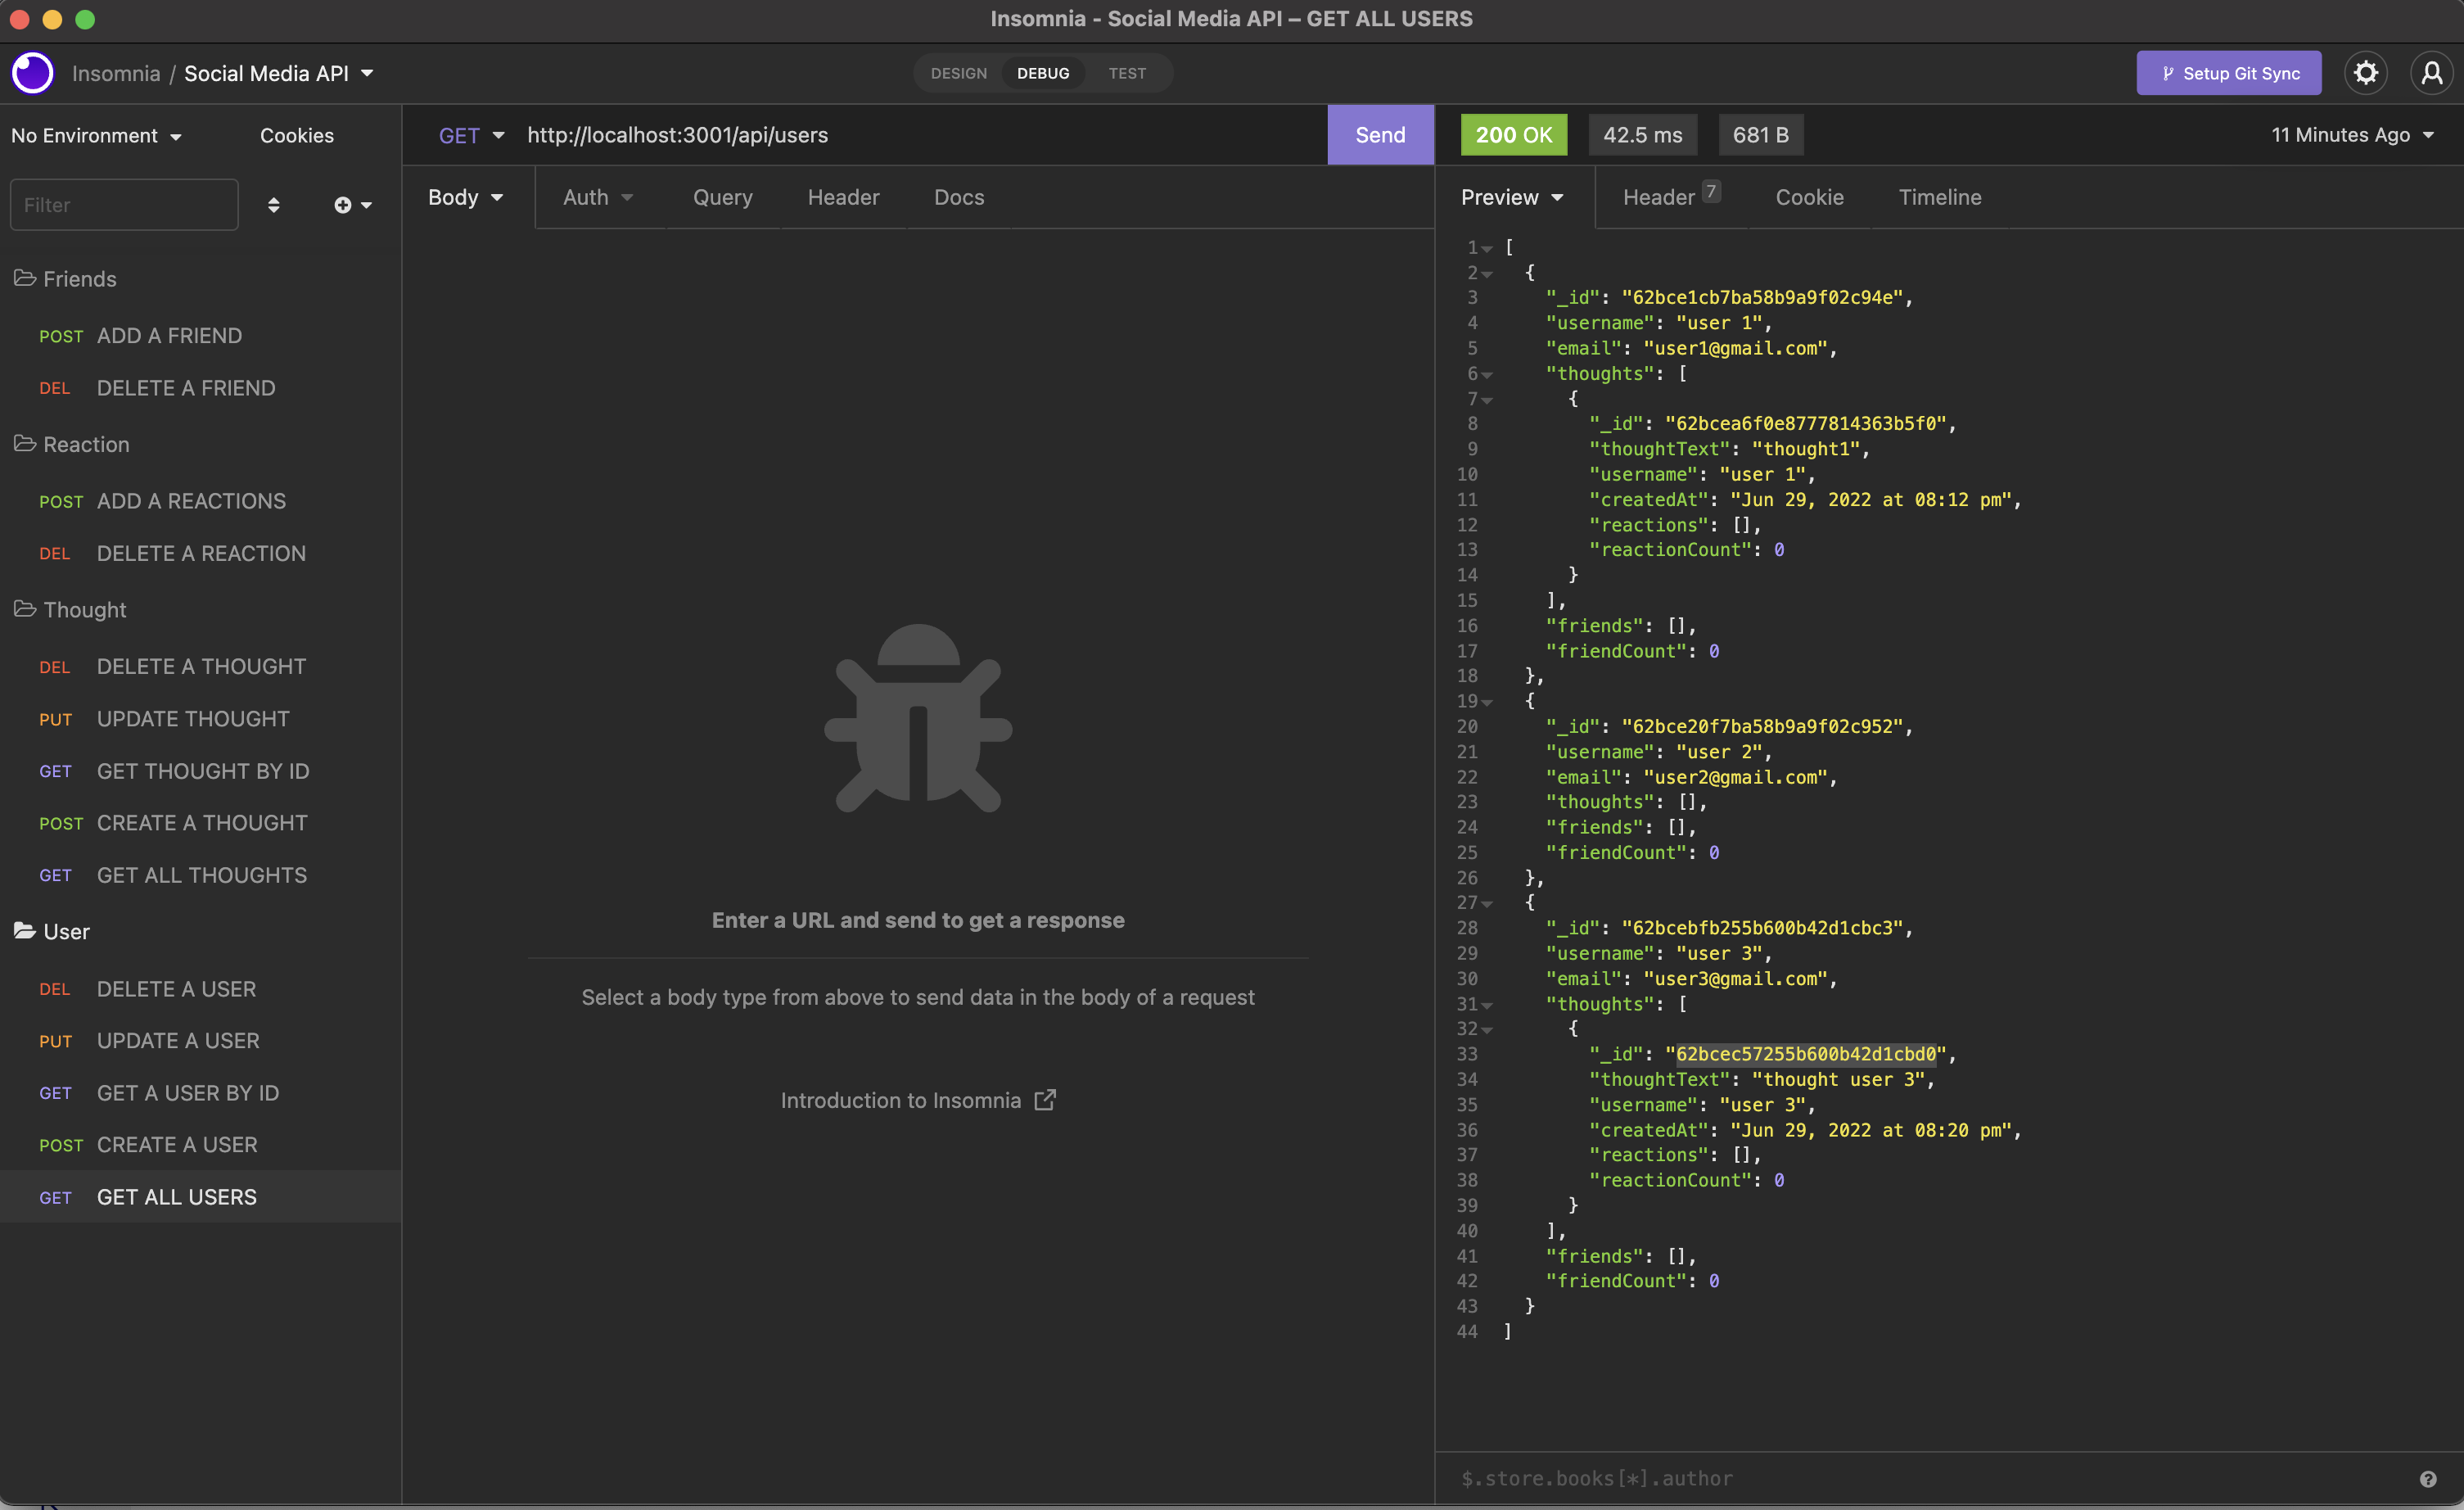 Insomnia - Social Media API – GET ALL USERS
Insomnia / Social Media API
DESIGN DEBUG TEST
Setup Git Sync
No Environment Cookies
Filter
Friends
POST ADD A FRIEND
DEL DELETE A FRIEND
Reaction
POST ADD A REACTIONS
DEL DELETE A REACTION
Thought
DEL DELETE A THOUGHT
PUT UPDATE THOUGHT
GET GET THOUGHT BY ID
POST CREATE A THOUGHT
GET GET ALL THOUGHTS
User
DEL DELETE A USER
PUT UPDATE A USER
GET GET A USER BY ID
POST CREATE A USER
GET GET ALL USERS
GET http://localhost:3001/api/users Send
Body Auth Query Header Docs
Enter a URL and send to get a response
Select a body type from above to send data in the body of a request
Introduction to Insomnia
200 OK 42.5 ms 681 B 11 Minutes Ago
Preview Header 7 Cookie Timeline
1 [
2 {
3 "_id": "62bce1cb7ba58b9a9f02c94e",
4 "username": "user 1",
5 "email": "user1@gmail.com",
6 "thoughts": [
7 {
8 "_id": "62bcea6f0e8777814363b5f0",
9 "thoughtText": "thought1",
10 "username": "user 1",
11 "createdAt": "Jun 29, 2022 at 08:12 pm",
12 "reactions": [],
13 "reactionCount": 0
14 }
15 ],
16 "friends": [],
17 "friendCount": 0
18 },
19 {
20 "_id": "62bce20f7ba58b9a9f02c952",
21 "username": "user 2",
22 "email": "user2@gmail.com",
23 "thoughts": [],
24 "friends": [],
25 "friendCount": 0
26 },
27 {
28 "_id": "62bcebfb255b600b42d1cbc3",
29 "username": "user 3",
30 "email": "user3@gmail.com",
31 "thoughts": [
32 {
33 "_id": "62bcec57255b600b42d1cbd0",
34 "thoughtText": "thought user 3",
35 "username": "user 3",
36 "createdAt": "Jun 29, 2022 at 08:20 pm",
37 "reactions": [],
38 "reactionCount": 0
39 }
40 ],
41 "friends": [],
42 "friendCount": 0
43 }
44 ]
$.store.books[*].author